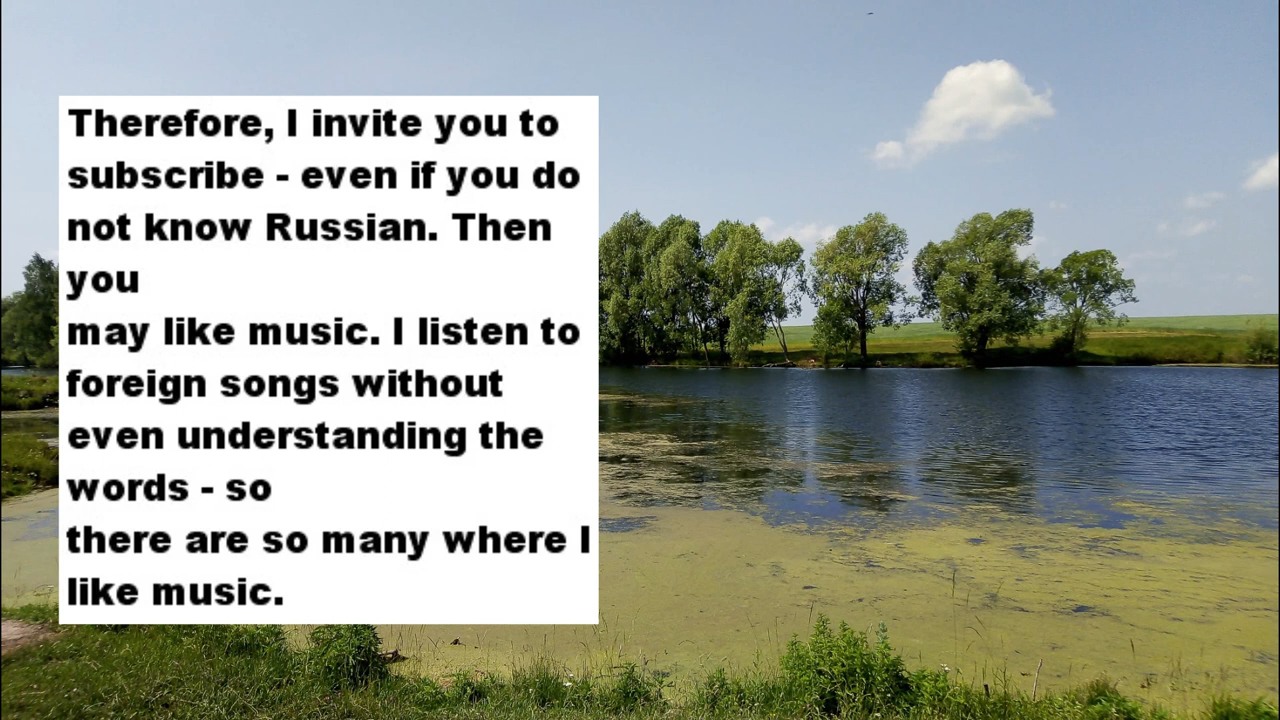 Therefore, I invite you to
subscribe - even if you do
not know Russian. Then
you
may like music. I listen to
foreign songs without
even understanding the
words - so
there are so many where I
like music.